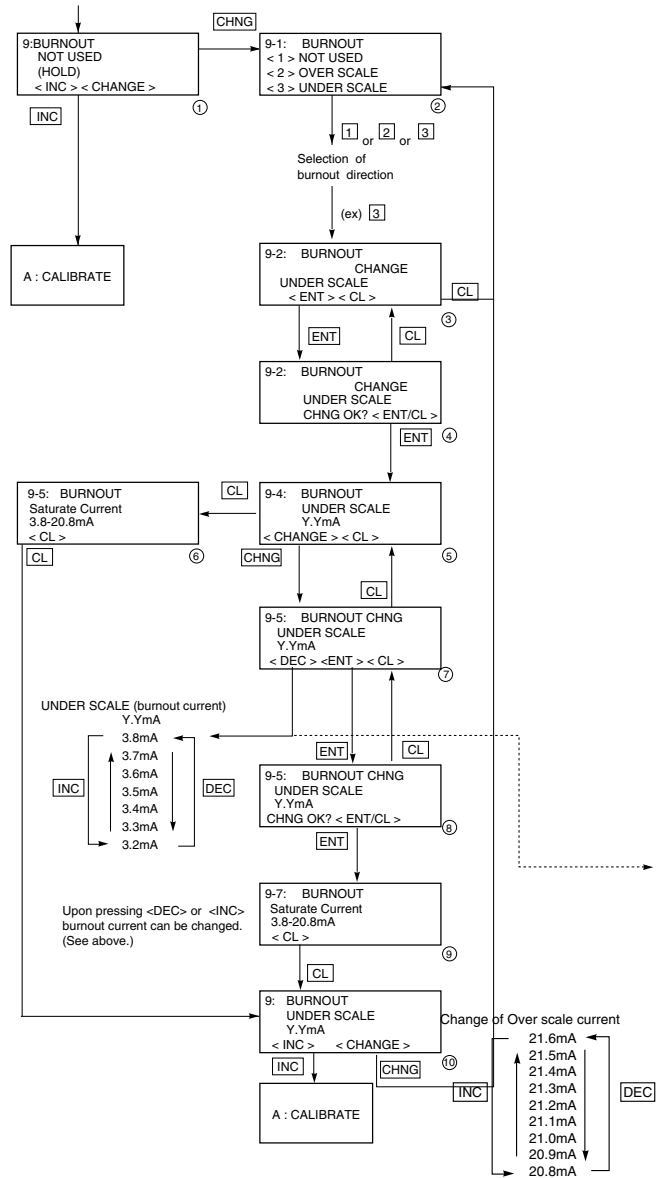 CHNG
9:BURNOUT
NOT USED
(HOLD)
< INC > < CHANGE >
①
9-1: BURNOUT
< 1 > NOT USED
< 2 > OVER SCALE
< 3 > UNDER SCALE
②
INC
1 or 2 or 3
Selection of
burnout direction
(ex) 3
A : CALIBRATE
9-2: BURNOUT
CHANGE
UNDER SCALE
< ENT > < CL >
③
CL
ENT
CL
9-2: BURNOUT
CHANGE
UNDER SCALE
CHNG OK? < ENT/CL >
④
ENT
9-5: BURNOUT
Saturate Current
3.8-20.8mA
< CL >
⑥
CL
CL
9-4: BURNOUT
UNDER SCALE
Y.YmA
< CHANGE > < CL >
⑤
CHNG
CL
9-5: BURNOUT CHNG
UNDER SCALE
Y.YmA
< DEC > <ENT > < CL >
⑦
UNDER SCALE (burnout current)
Y.YmA
3.8mA
3.7mA
3.6mA
3.5mA
3.4mA
3.3mA
3.2mA
INC
DEC
ENT
CL
9-5: BURNOUT CHNG
UNDER SCALE
Y.YmA
CHNG OK? < ENT/CL >
⑧
ENT
Upon pressing <DEC> or <INC>
burnout current can be changed.
(See above.)
9-7: BURNOUT
Saturate Current
3.8-20.8mA
< CL >
⑨
CL
9: BURNOUT
UNDER SCALE
Y.YmA
< INC > < CHANGE >
⑩
INC
CHNG
A : CALIBRATE
Change of Over scale current
21.6mA
21.5mA
21.4mA
21.3mA
21.2mA
21.1mA
21.0mA
20.9mA
20.8mA
INC
DEC